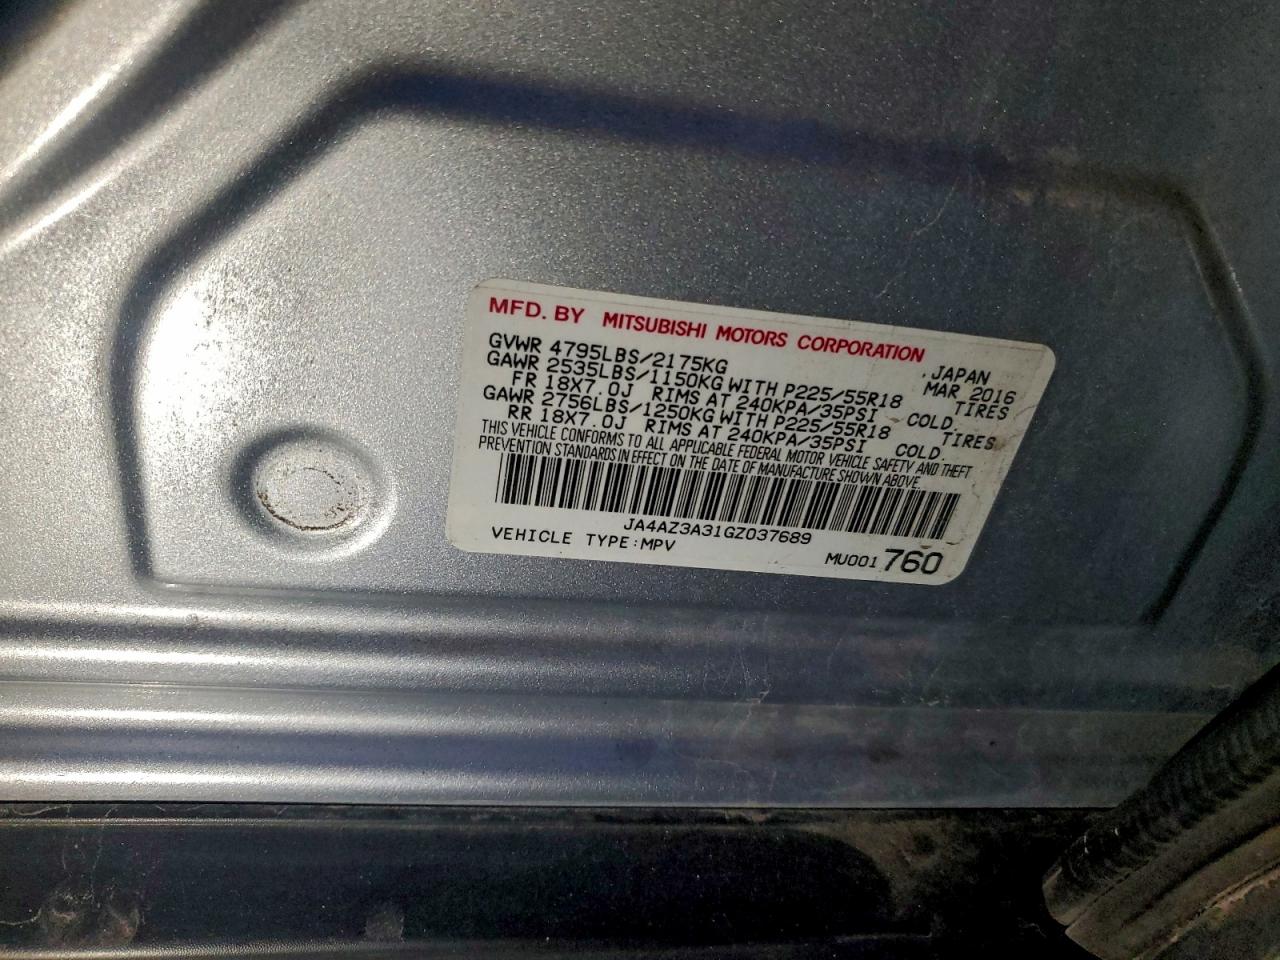 MFD. BY MITSUBISHI MOTORS CORPORATION
. JAPAN
GVWR 4795LBS/2175KG MAR 2016
GAWR 2535LBS/1150KG WITH P225/55R18 TIRES
FR 18X7.0J RIMS AT 240KPA/35PSI COLD.
GAWR 2756LBS/1250KG WITH P225/55R18 TIRES
RR 18X7.0J RIMS AT 240KPA/35PSI COLD.
THIS VEHICLE CONFORMS TO ALL APPLICABLE FEDERAL MOTOR VEHICLE SAFETY AND THEFT
PREVENTION STANDARDS IN EFFECT ON THE DATE OF MANUFACTURE SHOWN ABOVE.
JA4AZ3A31GZ037689
VEHICLE TYPE:MPV MU001 760